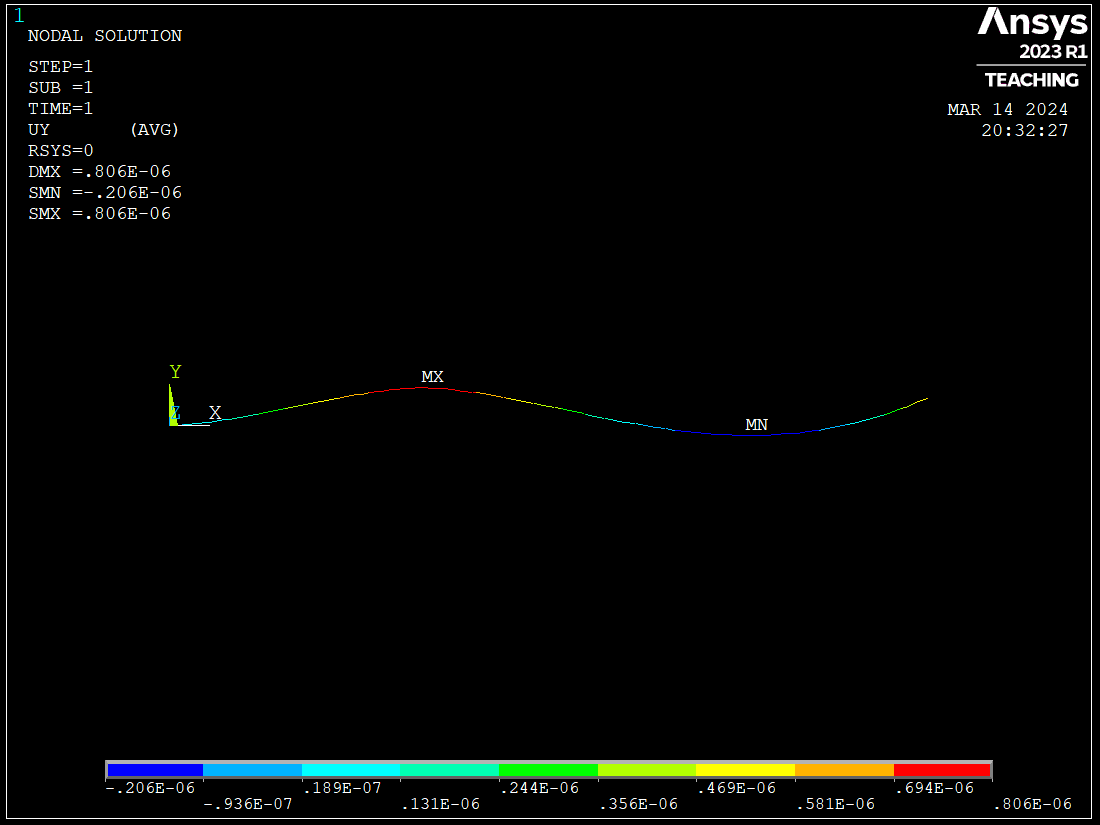 1
NODAL SOLUTION
STEP=1
SUB =1
TIME=1
UY (AVG)
RSYS=0
DMX =.806E-06
SMN =-.206E-06
SMX =.806E-06
Ansys
2023 R1
TEACHING
MAR 14 2024
20:32:27
Y
Z
X
MX
MN
-.206E-06 .189E-07 .244E-06 .469E-06 .694E-06
-.936E-07 .131E-06 .356E-06 .581E-06 .806E-06